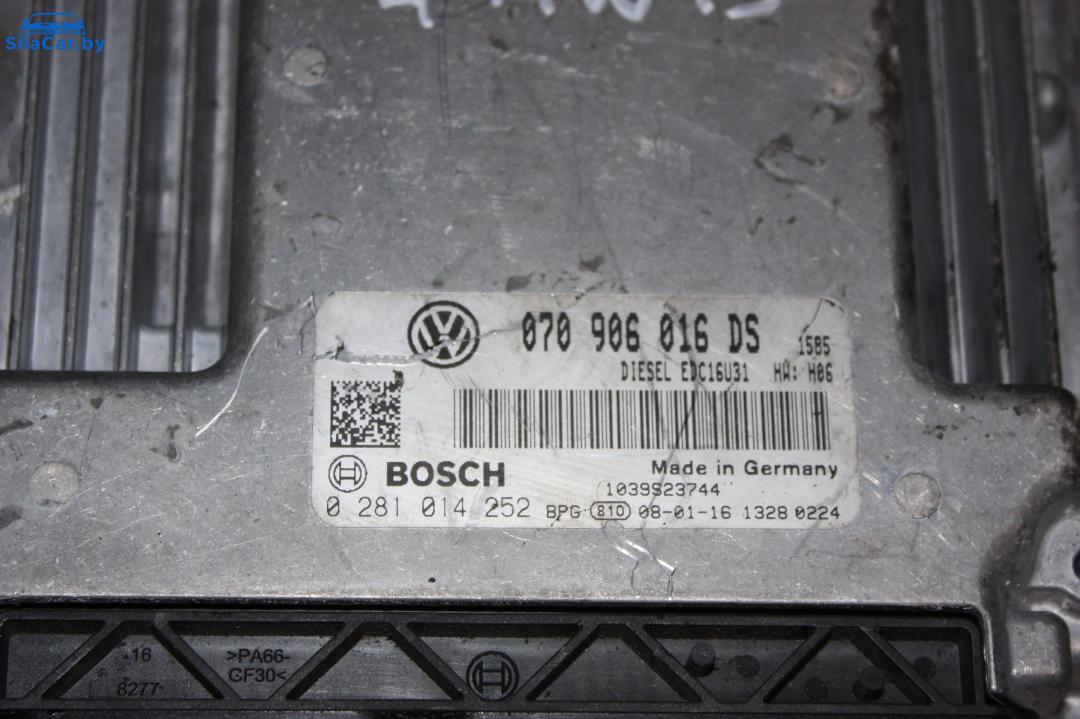 SilaCar.by
070 906 016 DS 1585
DIESEL EDC16U31 HW: H06
BOSCH
Made in Germany
1039S23744
0 281 014 252 BPG 810 08-01-16 1328 0224
16
8277
>PA66-
GF30<